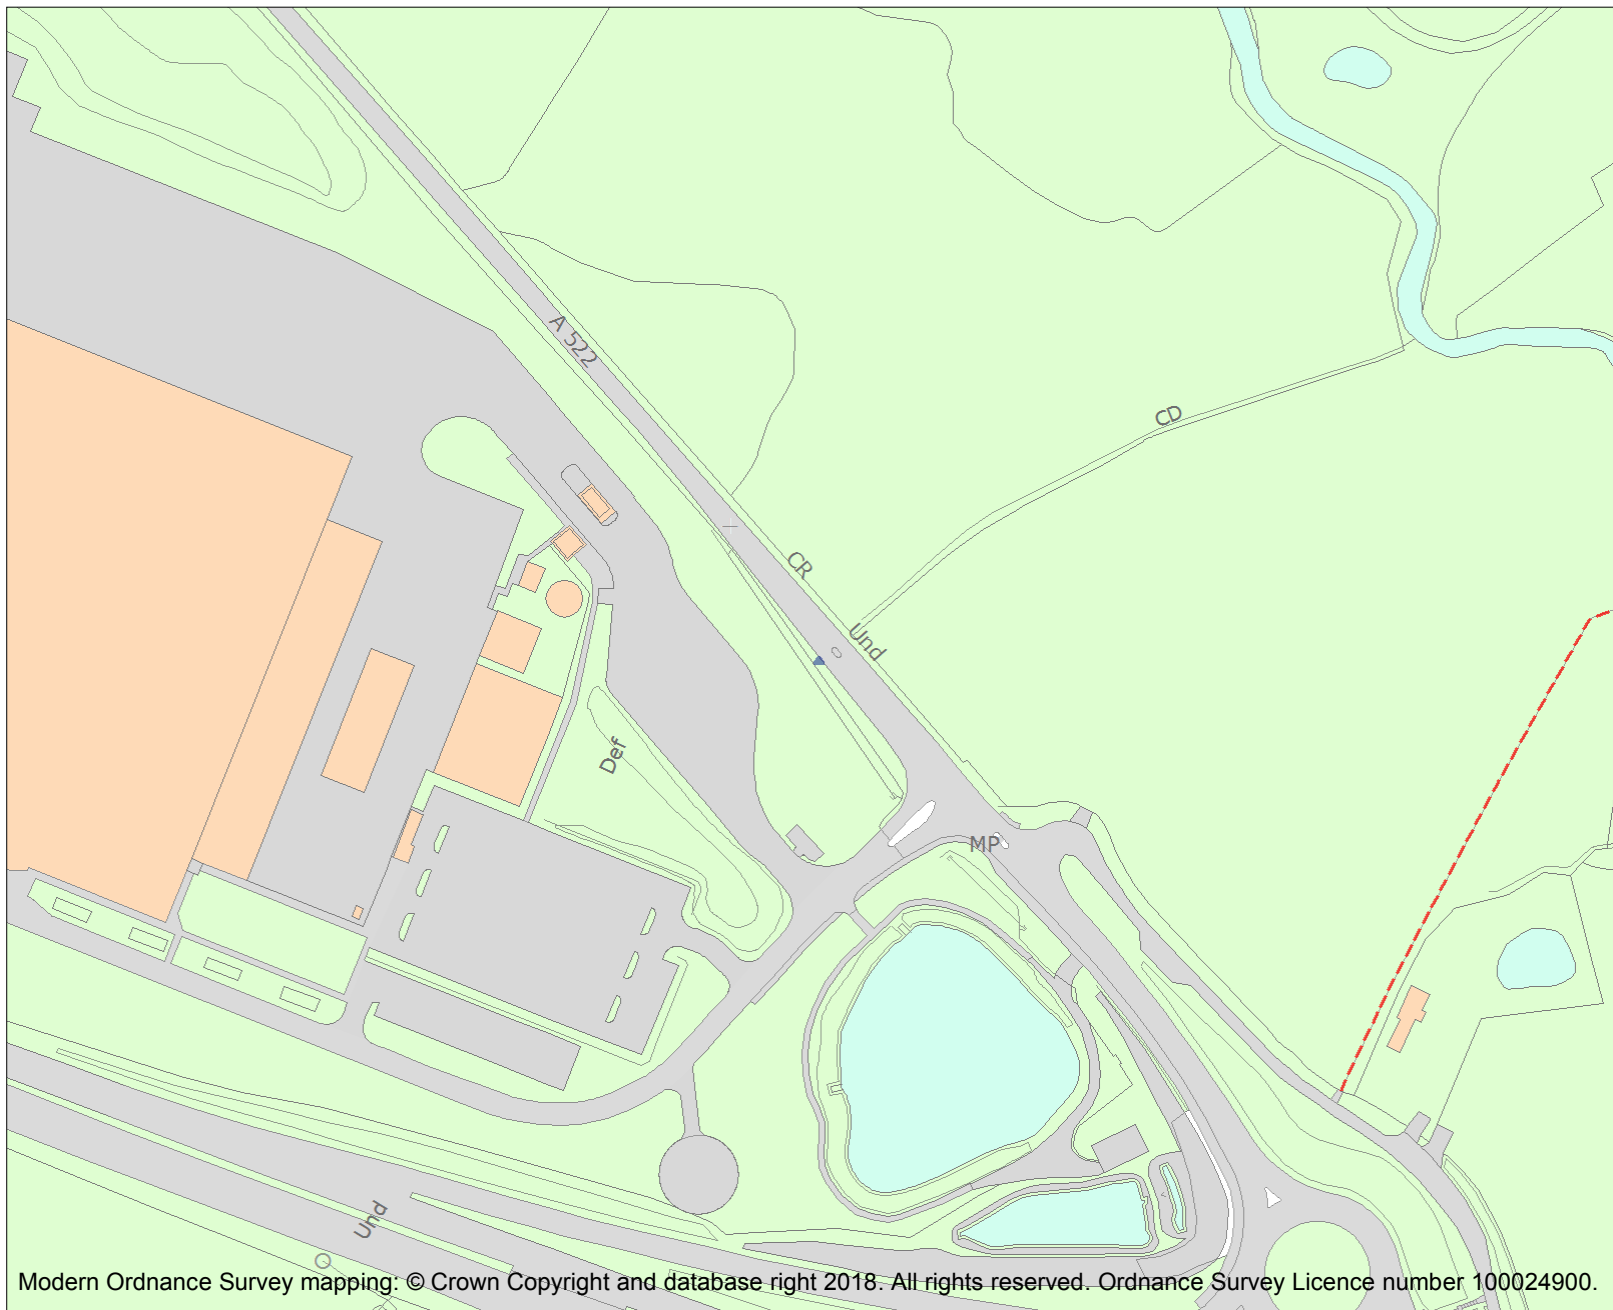 A 522
CD
CR
Und
Def
MP
Und
Modern Ordnance Survey mapping: © Crown Copyright and database right 2018. All rights reserved. Ordnance Survey Licence number 100024900.